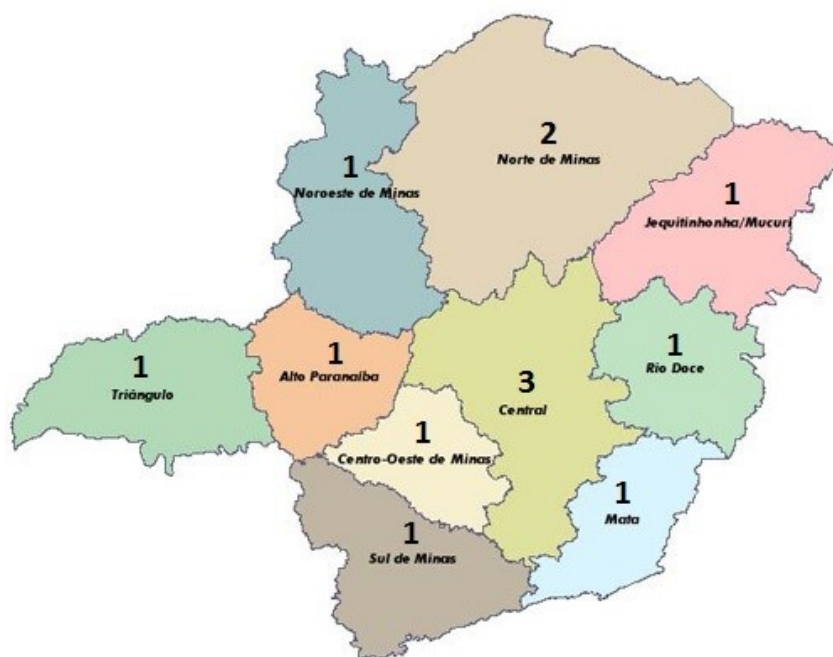 2
Norte de Minas
1
Noroeste de Minas
1
Jequitinhonha/Mucuri
1
Triângulo
1
Alto Paranaíba
3
Central
1
Rio Doce
1
Centro-Oeste de Minas
1
Mata
1
Sul de Minas